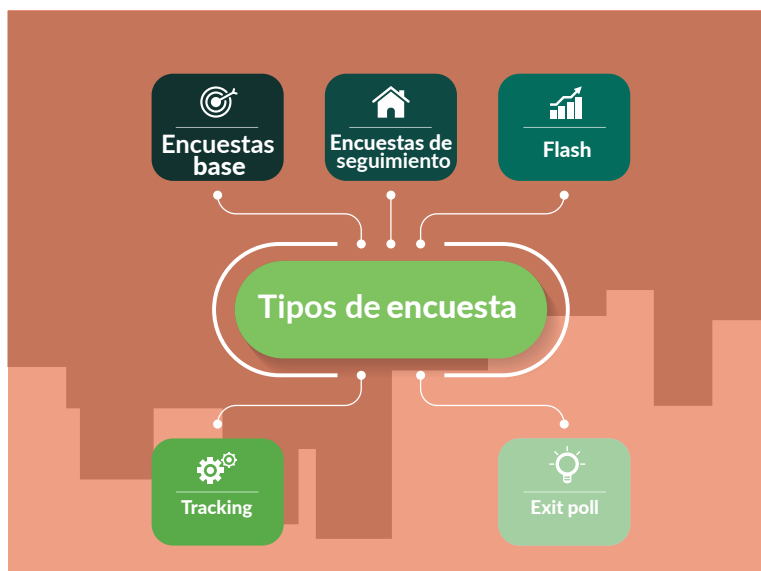 Encuestas
base
Encuestas de
seguimiento
Flash
Tipos de encuesta
Tracking
Exit poll